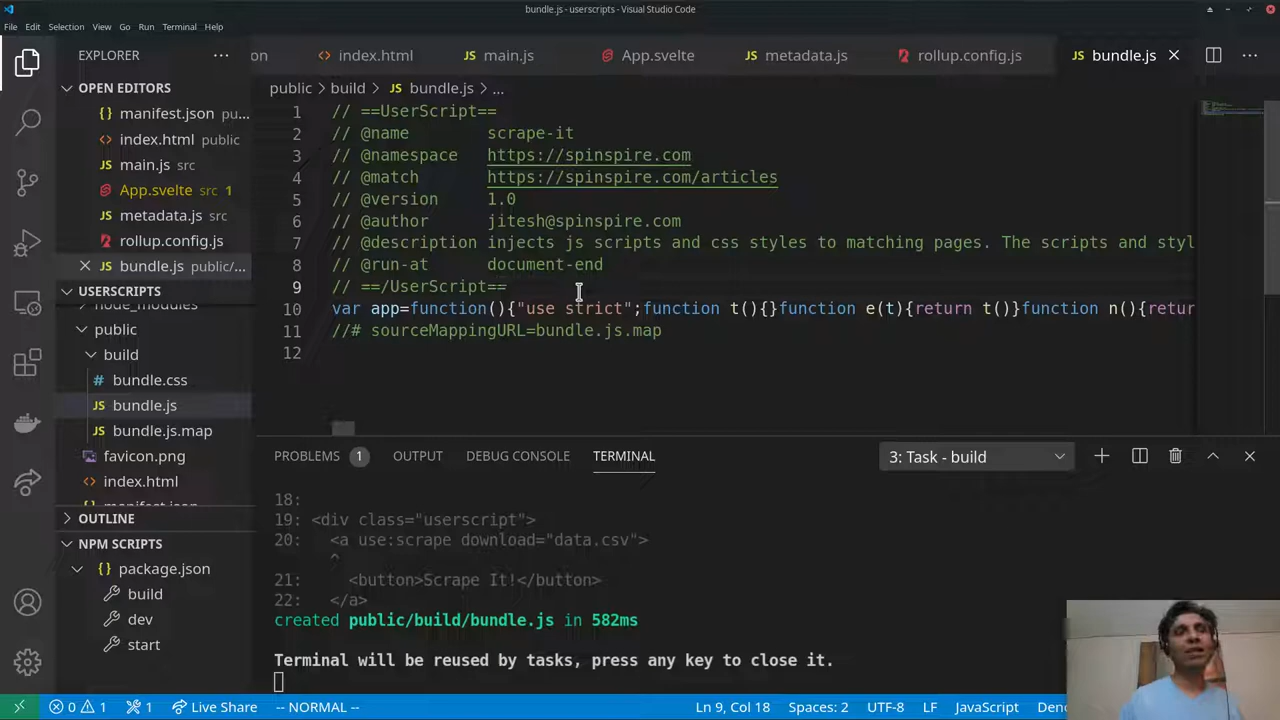 bundle.js - userscripts - Visual Studio Code
File Edit Selection View Go Run Terminal Help
EXPLORER
on index.html main.js App.svelte metadata.js rollup.config.js bundle.js
OPEN EDITORS
manifest.json pu...
index.html public
main.js src
App.svelte src 1
metadata.js src
rollup.config.js
bundle.js public/...
USERSCRIPTS
node_modules
public
build
bundle.css
bundle.js
bundle.js.map
favicon.png
index.html
manifest.json
OUTLINE
NPM SCRIPTS
package.json
build
dev
start
public > build > JS bundle.js > ...
1 // ==UserScript==
2 // @name scrape-it
3 // @namespace https://spinspire.com
4 // @match https://spinspire.com/articles
5 // @version 1.0
6 // @author jitesh@spinspire.com
7 // @description injects js scripts and css styles to matching pages. The scripts and styl
8 // @run-at document-end
9 // ==/UserScript==
10 var app=function(){"use strict";function t(){}function e(t){return t()}function n(){retur
11 //# sourceMappingURL=bundle.js.map
12
PROBLEMS 1 OUTPUT DEBUG CONSOLE TERMINAL 3: Task - build
18:
19: <div class="userscript">
20: <a use:scrape download="data.csv">
^
21: <button>Scrape It!</button>
22: </a>
created public/build/bundle.js in 582ms
Terminal will be reused by tasks, press any key to close it.
0 1 1 Live Share -- NORMAL -- Ln 9, Col 18 Spaces: 2 UTF-8 LF JavaScript Deno